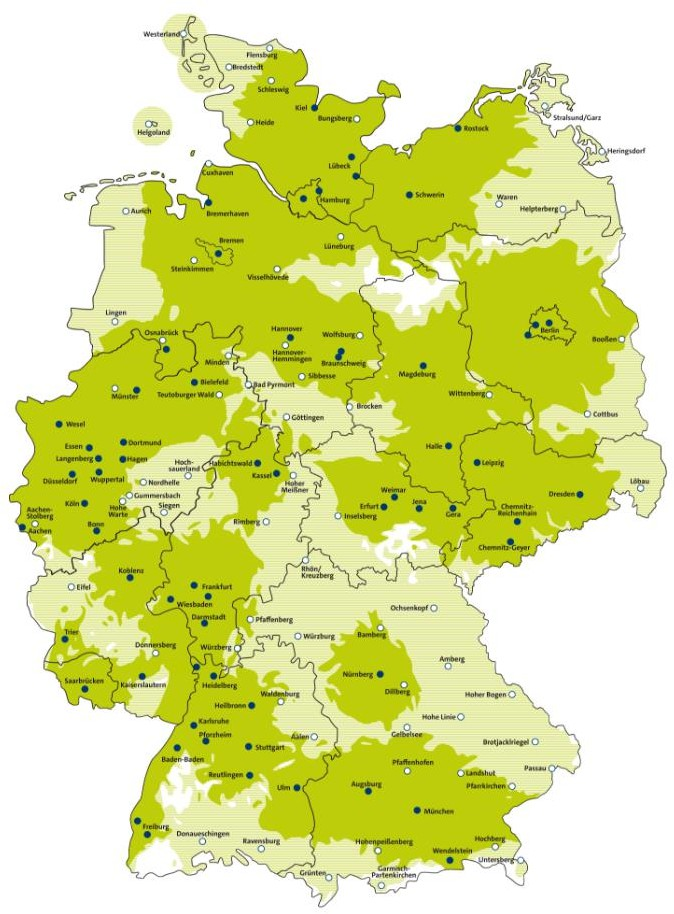 Westerland
Flensburg
Bredstedt
Schleswig
Kiel
Bungsberg
Stralsund/Garz
Heide
Helgoland
Rostock
Heringsdorf
Lübeck
Cuxhaven
Schwerin
Waren
Hamburg
Helpterberg
Aurich
Bremerhaven
Bremen
Lüneburg
Steinkimmen
Visselhövede
Lingen
Osnabrück
Hannover
Wolfsburg
Berlin
Booßen
Hannover-
Hemmingen
Minden
Braunschweig
Magdeburg
Bielefeld
Sibbesse
Bad Pyrmont
Münster
Teutoburger Wald
Wittenberg
Brocken
Cottbus
Göttingen
Wesel
Essen
Dortmund
Halle
Langenberg
Hagen
Hoch-
sauerland
Habichtswald
Leipzig
Kassel
Düsseldorf
Wuppertal
Nordhelle
Hoher
Meißner
Löbau
Weimar
Dresden
Gummersbach
Köln
Hohe
Warte
Siegen
Erfurt
Jena
Gera
Chemnitz-
Reichenhain
Aachen-
Stolberg
Inselsberg
Rimberg
Aachen
Bonn
Chemnitz-Geyer
Koblenz
Rhön/
Kreuzberg
Eifel
Frankfurt
Wiesbaden
Ochsenkopf
Darmstadt
Pfaffenberg
Trier
Würzburg
Bamberg
Donnersberg
Würzberg
Amberg
Saarbrücken
Kaiserslautern
Heidelberg
Nürnberg
Dillberg
Waldenburg
Hoher Bogen
Heilbronn
Hohe Linie
Karlsruhe
Pforzheim
Aalen
Gelbelsee
Stuttgart
Brotjacklriegel
Baden-Baden
Pfaffenhofen
Passau
Reutlingen
Landshut
Ulm
Augsburg
Pfarrkirchen
München
Freiburg
Donaueschingen
Ravensburg
Hohenpeißenberg
Hochberg
Wendelstein
Untersberg
Grünten
Garmisch-
Partenkirchen